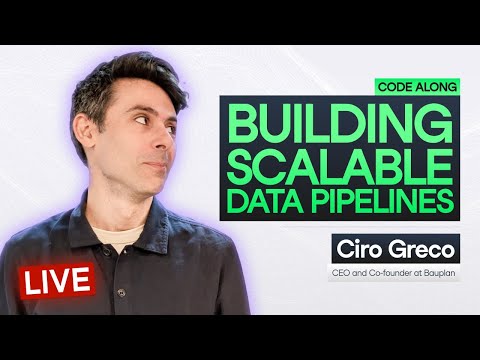 CODE ALONG
BUILDING
SCALABLE
DATA PIPELINES
Ciro Greco
CEO and Co-founder at Bauplan
LIVE